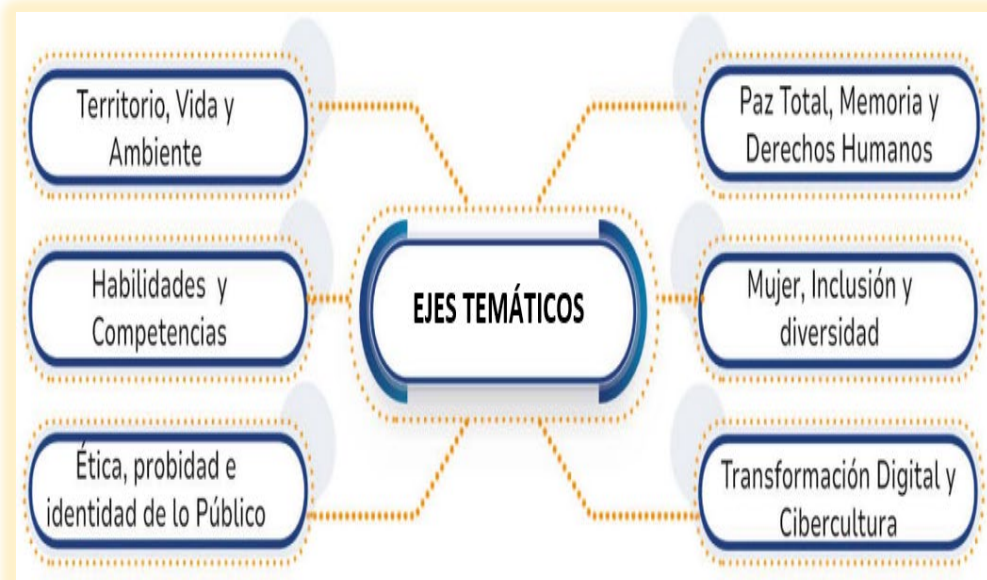 Territorio, Vida y
Ambiente
Habilidades y
Competencias
Ética, probidad e
identidad de lo Público
EJES TEMÁTICOS
Paz Total, Memoria y
Derechos Humanos
Mujer, Inclusión y
diversidad
Transformación Digital y
Cibercultura